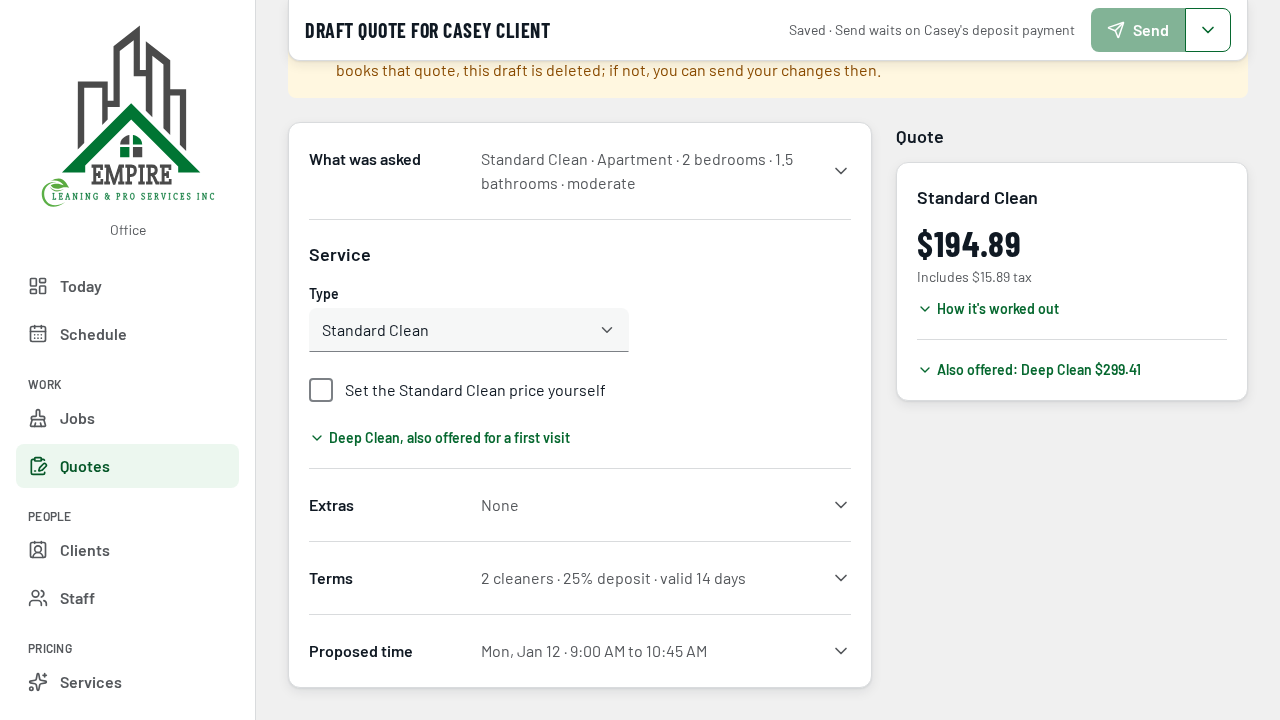 EMPIRE
LEANING & PRO SERVICES INC
Office
Today
Schedule
WORK
Jobs
Quotes
PEOPLE
Clients
Staff
PRICING
Services
DRAFT QUOTE FOR CASEY CLIENT
Saved · Send waits on Casey's deposit payment
Send
books that quote, this draft is deleted; if not, you can send your changes then.
What was asked
Standard Clean · Apartment · 2 bedrooms · 1.5
bathrooms · moderate
Service
Type
Standard Clean
Set the Standard Clean price yourself
Deep Clean, also offered for a first visit
Extras
None
Terms
2 cleaners · 25% deposit · valid 14 days
Proposed time
Mon, Jan 12 · 9:00 AM to 10:45 AM
Quote
Standard Clean
$194.89
Includes $15.89 tax
How it's worked out
Also offered: Deep Clean $299.41